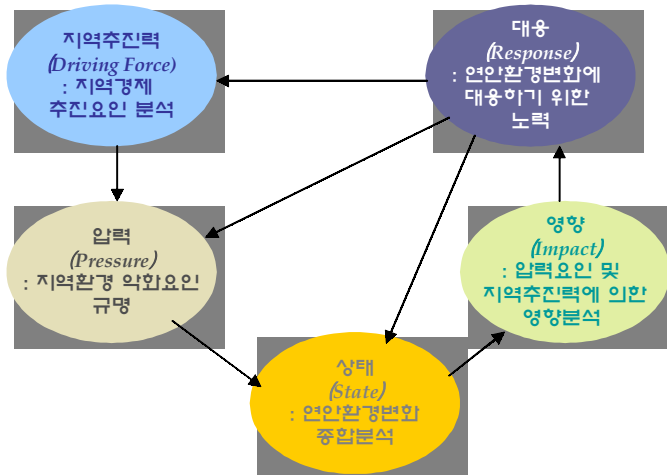 지역추진력
(Driving Force)
: 지역경제
추진요인 분석
대응
(Response)
: 연안환경변화에
대응하기 위한
노력
압력
(Pressure)
: 지역환경 악화요인
규명
영향
(Impact)
: 압력요인 및
지역추진력에 의한
영향분석
상태
(State)
: 연안환경변화
종합분석